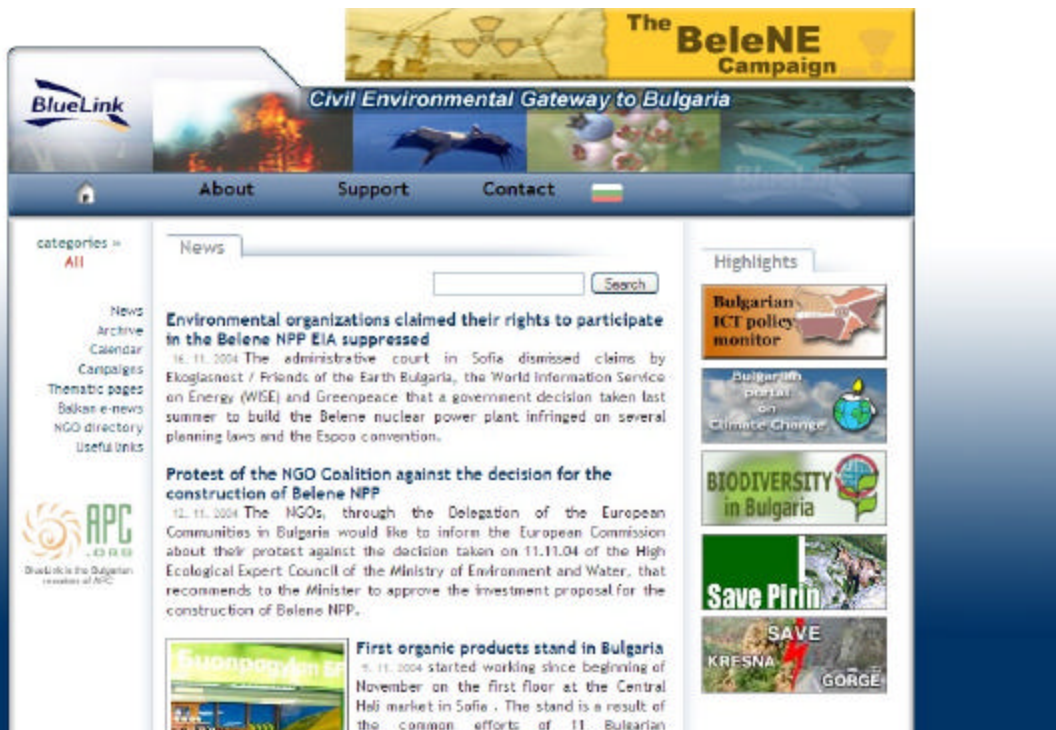 The
BeleNE
Campaign
BlueLink
Civil Environmental Gateway to Bulgaria
About Support Contact
categories »
All
News
Archive
Calendar
Campaigns
Thematic pages
Balkan e-news
NGO directory
Useful links
APC
.ORG
BlueLink is the Bulgarian
member of APC
News
Search
Environmental organizations claimed their rights to participate
in the Belene NPP EIA suppressed
16. 11. 2004 The administrative court in Sofia dismissed claims by
Ekoglasnost / Friends of the Earth Bulgaria, the World Information Service
on Energy (WISE) and Greenpeace that a government decision taken last
summer to build the Belene nuclear power plant infringed on several
planning laws and the Espoo convention.
Protest of the NGO Coalition against the decision for the
construction of Belene NPP
12. 11. 2004 The NGOs, through the Delegation of the European
Communities in Bulgaria would like to inform the European Commission
about their protest against the decision taken on 11.11.04 of the High
Ecological Expert Council of the Ministry of Environment and Water, that
recommends to the Minister to approve the investment proposal for the
construction of Belene NPP.
First organic products stand in Bulgaria
9. 11. 2004 started working since beginning of
November on the first floor at the Central
Hali market in Sofia . The stand is a result of
the common efforts of 11 Bulgarian
Highlights
Bulgarian
ICT policy
monitor
Bulgarian
portal
on
Climate Change
BIODIVERSITY
in Bulgaria
Save Pirin
SAVE
KRESNA
GORGE